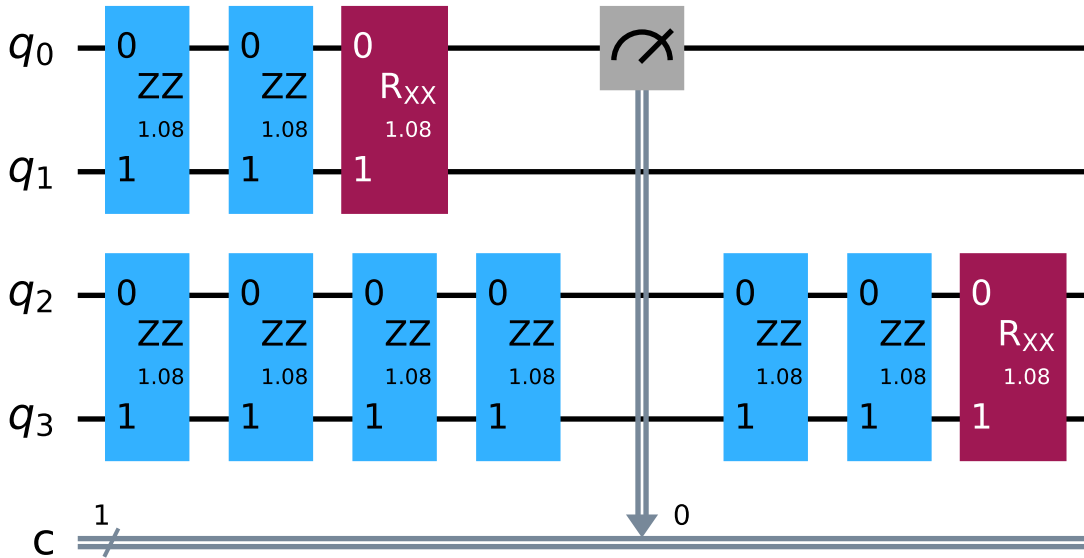 q0 0 0 0
ZZ ZZ RXX
1.08 1.08 1.08
q1 1 1 1
q2 0 0 0 0 0 0 0
ZZ ZZ ZZ ZZ ZZ ZZ RXX
1.08 1.08 1.08 1.08 1.08 1.08 1.08
q3 1 1 1 1 1 1 1
1 0
c